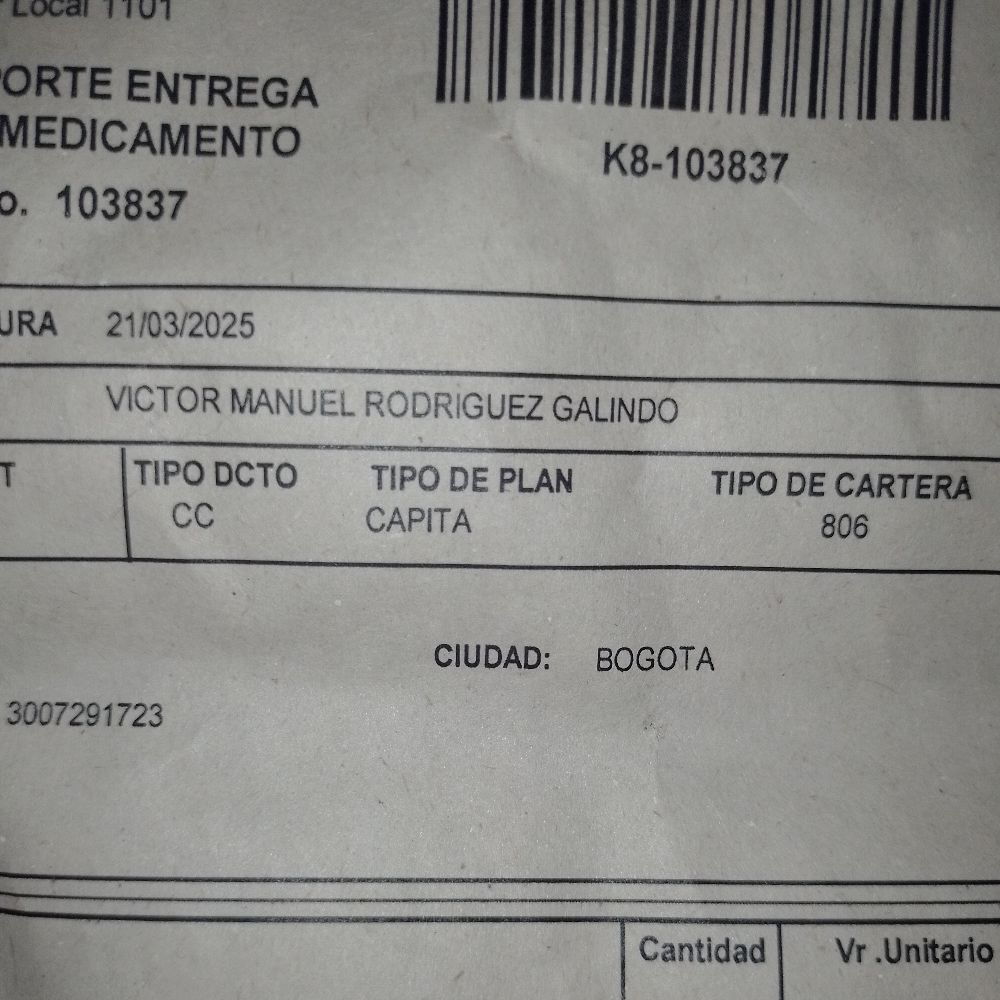 Local 1101
PORTE ENTREGA
MEDICAMENTO
o. 103837
K8-103837
URA 21/03/2025
VICTOR MANUEL RODRIGUEZ GALINDO
T TIPO DCTO TIPO DE PLAN TIPO DE CARTERA
CC CAPITA 806
CIUDAD: BOGOTA
3007291723
Cantidad Vr .Unitario